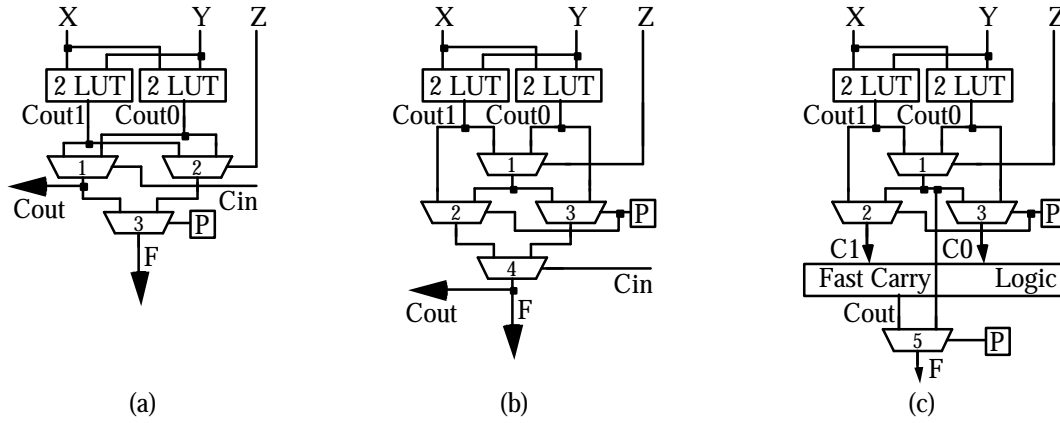 X Y Z
2 LUT 2 LUT
Cout1 Cout0
1 2
Cout Cin
3 P
F
(a)
X Y Z
2 LUT 2 LUT
Cout1 Cout0
1
2 3 P
4
Cin
Cout F
(b)
X Y Z
2 LUT 2 LUT
Cout1 Cout0
1
2 3 P
C1 C0
Fast Carry Logic
Cout
5 P
F
(c)